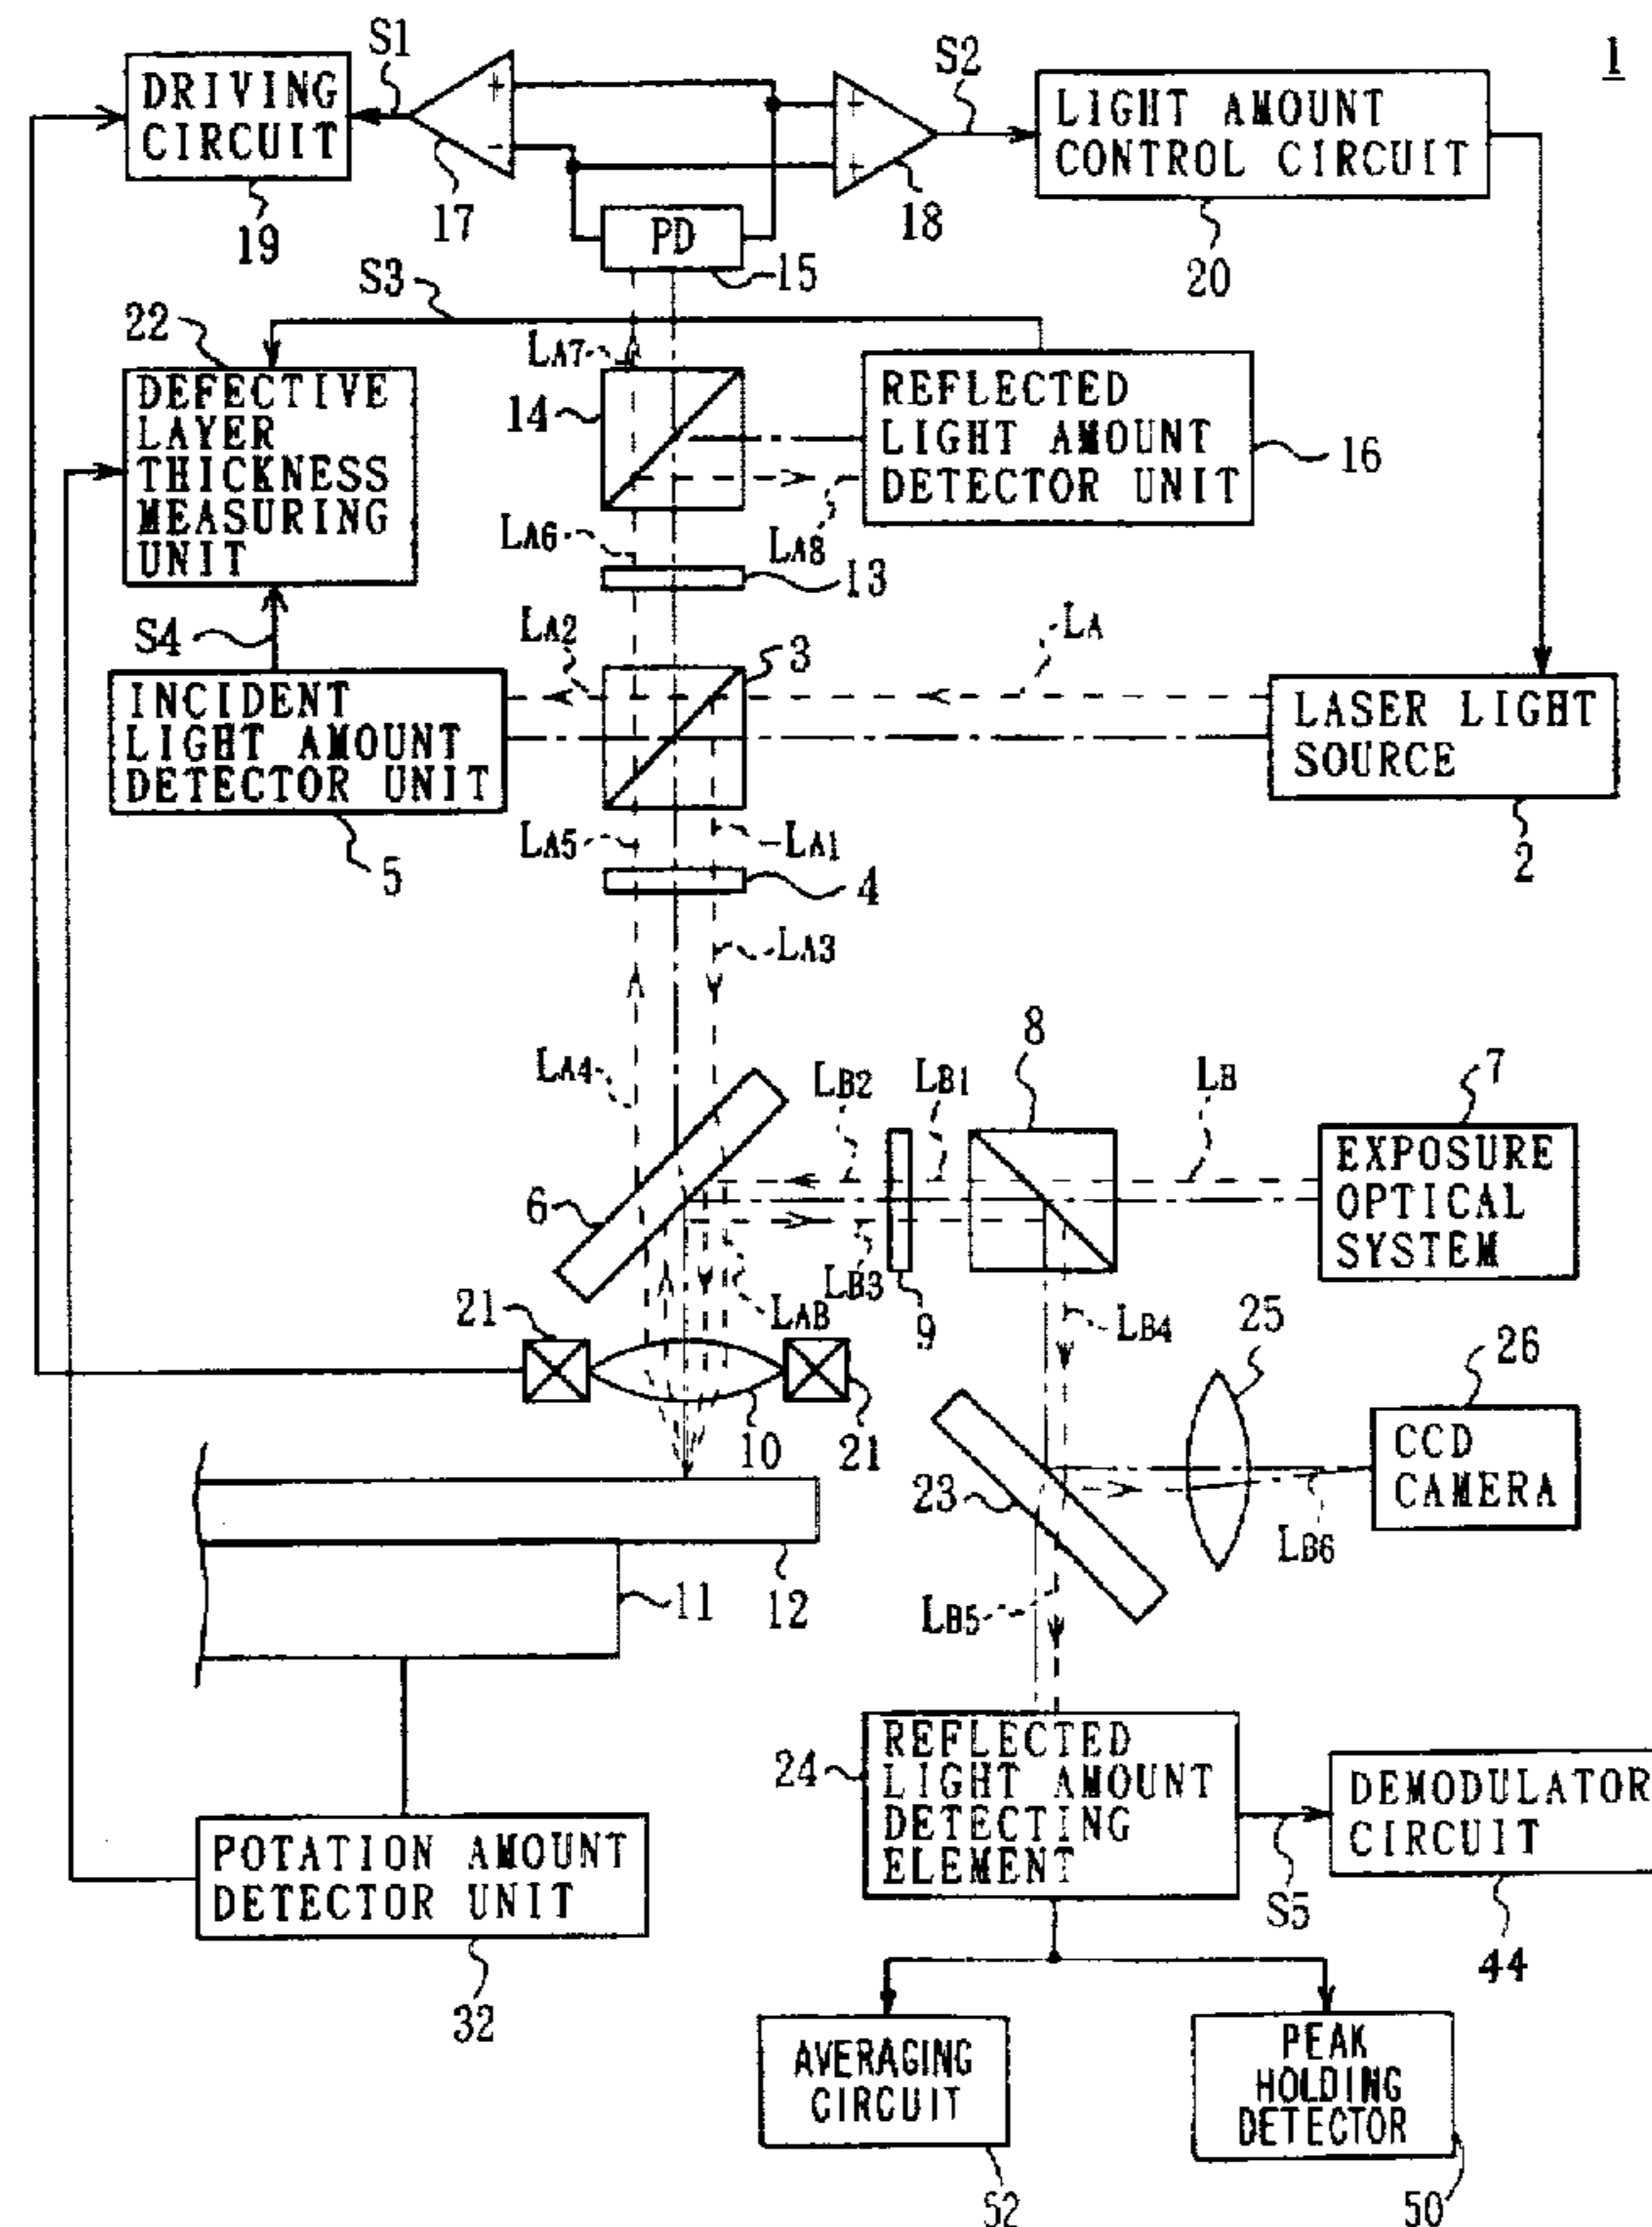 1
S1
S2
DRIVING
CIRCUIT
+
-
+
+
LIGHT AMOUNT
CONTROL CIRCUIT
19
17
PD
15
18
20
S3
22
DEFECTIVE
LAYER
THICKNESS
MEASURING
UNIT
LA7
14
REFLECTED
LIGHT AMOUNT
DETECTOR UNIT
16
LA6
LA8
13
S4
LA2
3
LA
INCIDENT
LIGHT AMOUNT
DETECTOR UNIT
LASER LIGHT
SOURCE
5
LA5
LA1
4
2
LA3
LA4
8
LB2
LB1
LB
7
EXPOSURE
OPTICAL
SYSTEM
6
LB3
LAB
9
21
LB4
25
26
10
21
CCD
CAMERA
23
LB6
12
11
LB5
24
REFLECTED
LIGHT AMOUNT
DETECTING
ELEMENT
DEMODULATOR
CIRCUIT
POTATION AMOUNT
DETECTOR UNIT
S5
44
32
AVERAGING
CIRCUIT
PEAK
HOLDING
DETECTOR
52
50